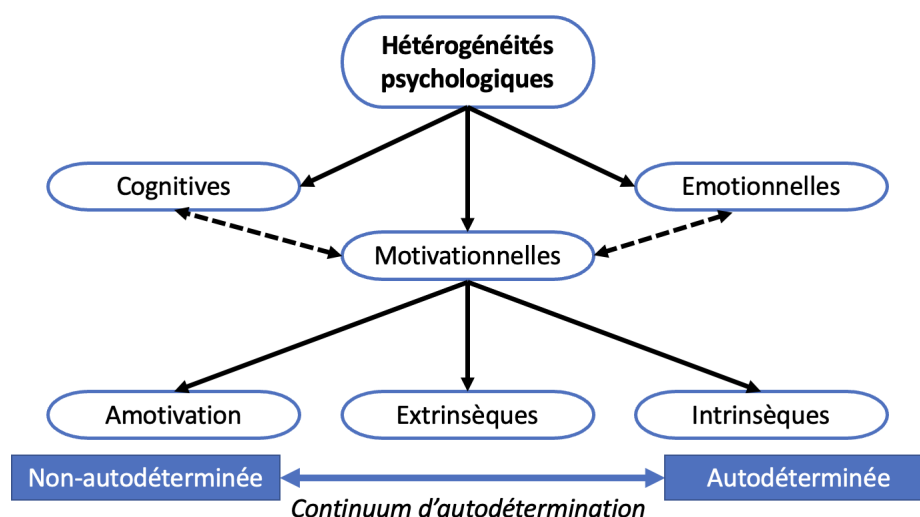 Hétérogénéités
psychologiques
Cognitives
Emotionnelles
Motivationnelles
Amotivation
Extrinsèques
Intrinsèques
Non-autodéterminée
Autodéterminée
Continuum d'autodétermination